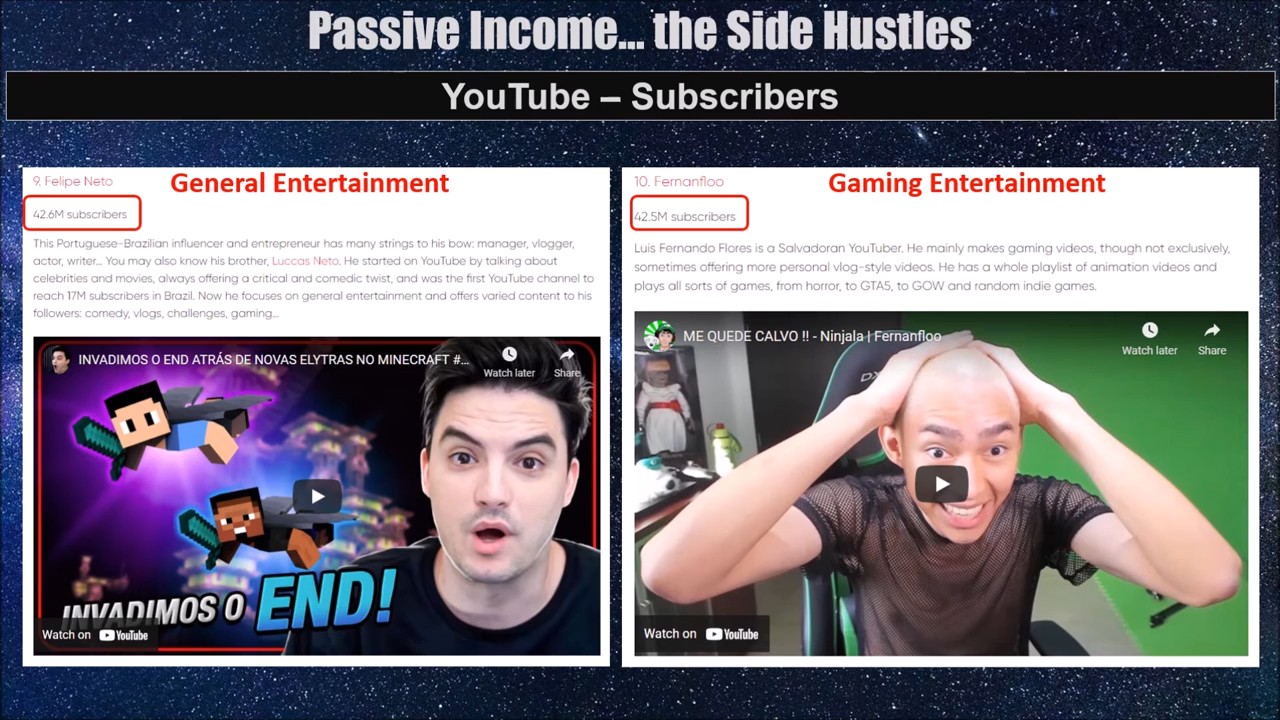 Passive Income... the Side Hustles
YouTube – Subscribers
9. Felipe Neto
General Entertainment
42.6M subscribers
This Portuguese-Brazilian influencer and entrepreneur has many strings to his bow: manager, vlogger,
actor, writer... You may also know his brother, Luccas Neto. He started on YouTube by talking about
celebrities and movies, always offering a critical and comedic twist, and was the first YouTube channel to
reach 17M subscribers in Brazil. Now he focuses on general entertainment and offers varied content to his
followers: comedy, vlogs, challenges, gaming...
INVADIMOS O END ATRÁS DE NOVAS ELYTRAS NO MINECRAFT #...
Watch later
Share
INVADIMOS O END!
Watch on YouTube
10. Fernanfloo
Gaming Entertainment
42.5M subscribers
Luis Fernando Flores is a Salvadoran YouTuber. He mainly makes gaming videos, though not exclusively,
sometimes offering more personal vlog-style videos. He has a whole playlist of animation videos and
plays all sorts of games, from horror, to GTA5, to GOW and random indie games.
ME QUEDE CALVO !! - Ninjala | Fernanfloo
Watch later
Share
DX
Watch on YouTube